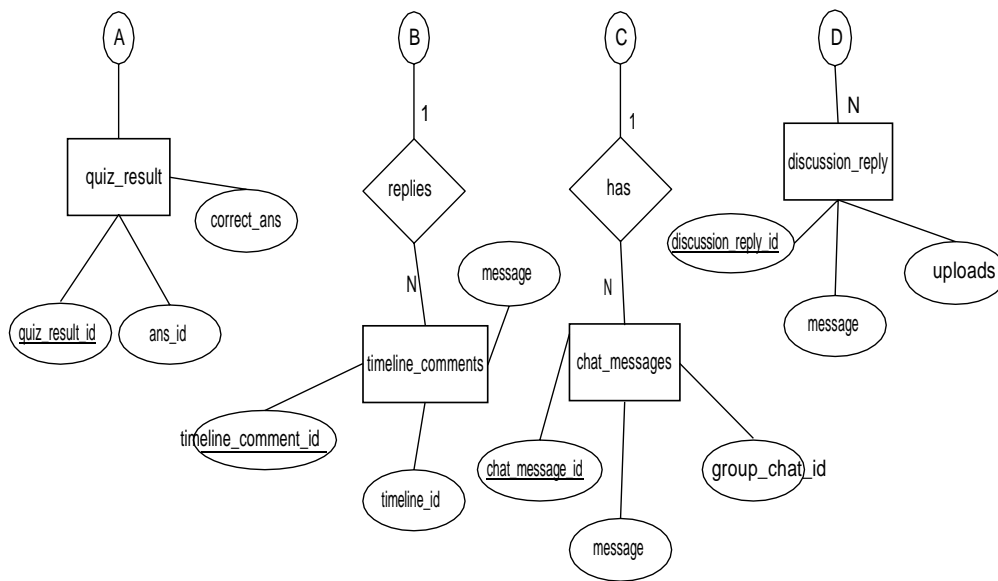 A
B
C
D
1
1
N
quiz_result
replies
has
discussion_reply
correct_ans
discussion_reply_id
uploads
message
N
N
message
quiz_result_id
ans_id
timeline_comments
chat_messages
timeline_comment_id
chat_message_id
group_chat_id
timeline_id
message